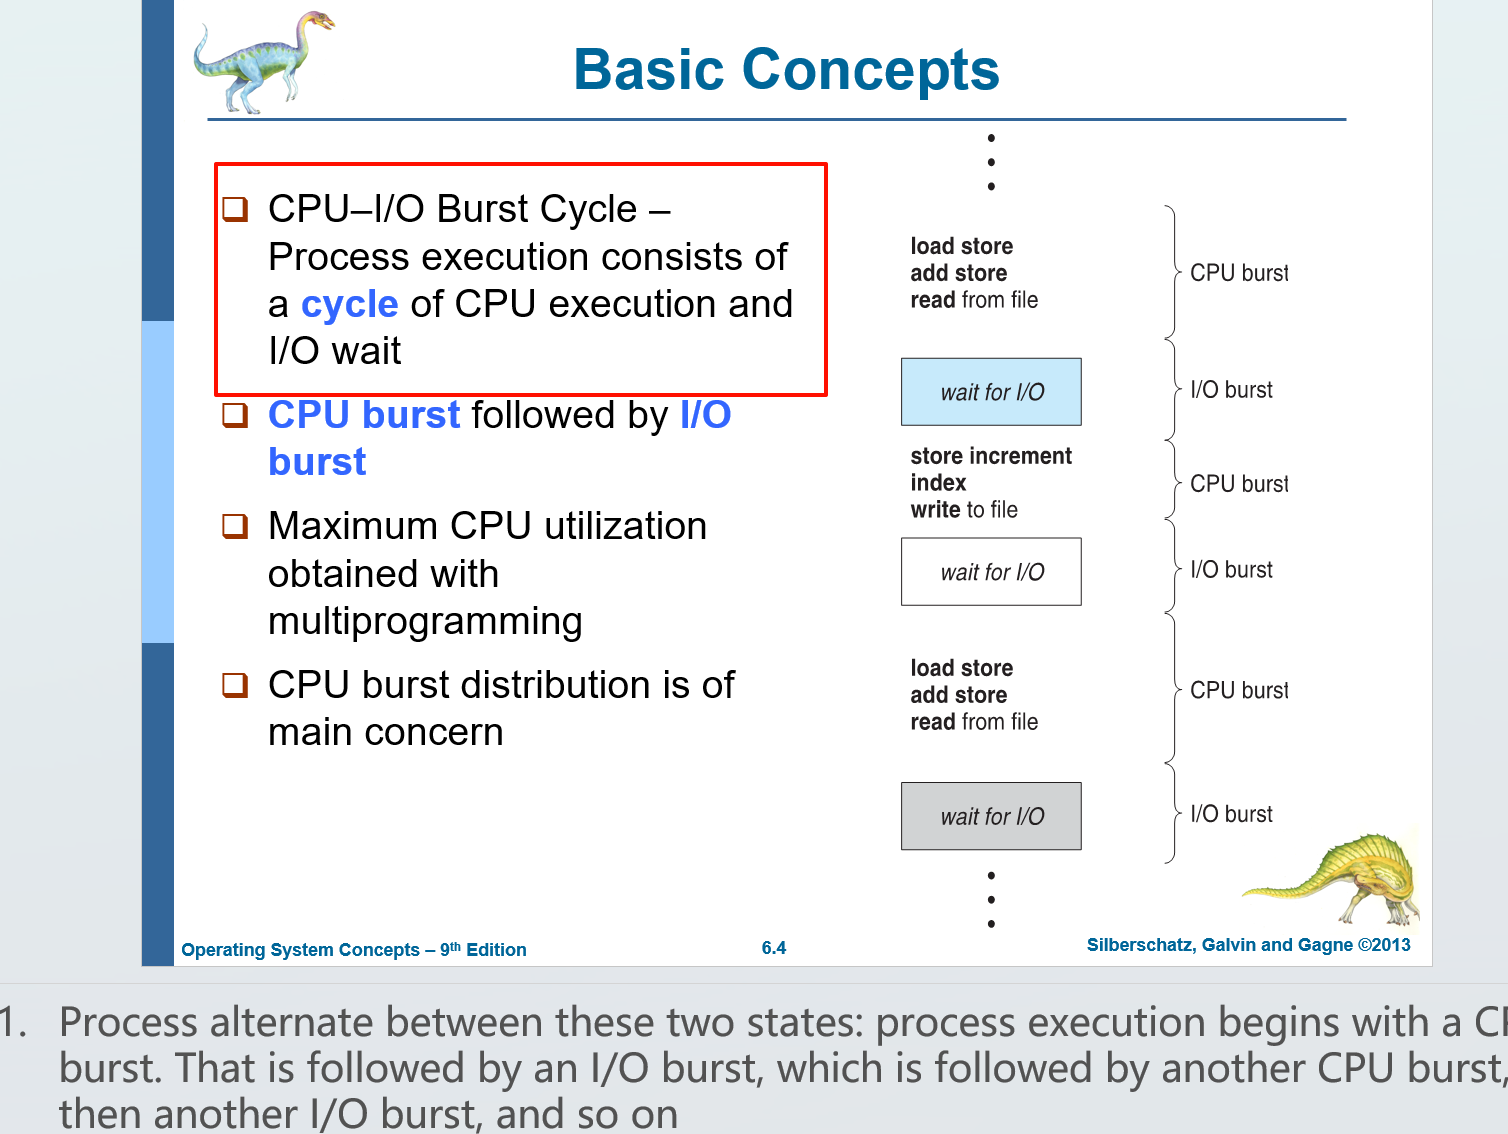 Basic Concepts
CPU–I/O Burst Cycle –
Process execution consists of
a cycle of CPU execution and
I/O wait
CPU burst followed by I/O
burst
Maximum CPU utilization
obtained with
multiprogramming
CPU burst distribution is of
main concern
load store
add store
read from file
CPU burst
wait for I/O
I/O burst
store increment
index
write to file
CPU burst
wait for I/O
I/O burst
load store
add store
read from file
CPU burst
wait for I/O
I/O burst
Operating System Concepts – 9th Edition
6.4
Silberschatz, Galvin and Gagne ©2013
1. Process alternate between these two states: process execution begins with a
burst. That is followed by an I/O burst, which is followed by another CPU burst,
then another I/O burst, and so on